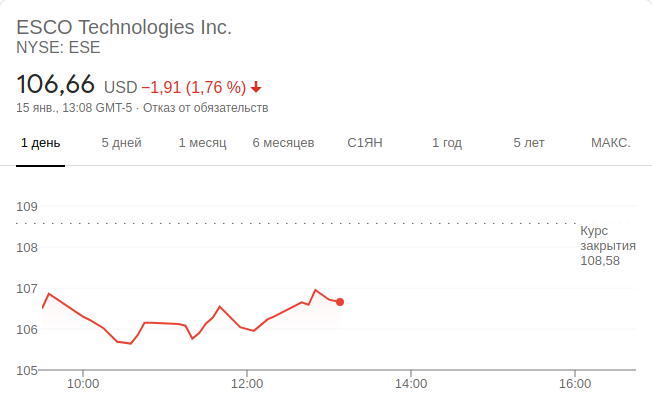 ESCO Technologies Inc.
NYSE: ESE
106,66 USD −1,91 (1,76 %)
15 янв., 13:08 GMT-5 · Отказ от обязательств
1 день 5 дней 1 месяц 6 месяцев С1ЯН 1 год 5 лет МАКС.
109
Курс
закрытия
108,58
108
107
106
105
10:00 12:00 14:00 16:00